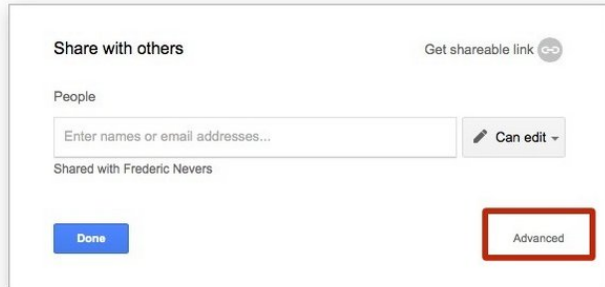 Share with others
Get shareable link
People
Enter names or email addresses...
Can edit
Shared with Frederic Nevers
Done
Advanced